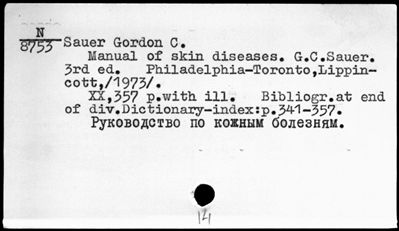 N
8753 Sauer Gordon C.
Manual of skin diseases. G.C.Sauer.
3rd ed. Philadelphia-Toronto,Lippin-
cott,/1973/.
XX,357 p.with ill. Bibliogr.at end
of div.Dictionary-index:p.341-357.
Руководство по кожным болезням.